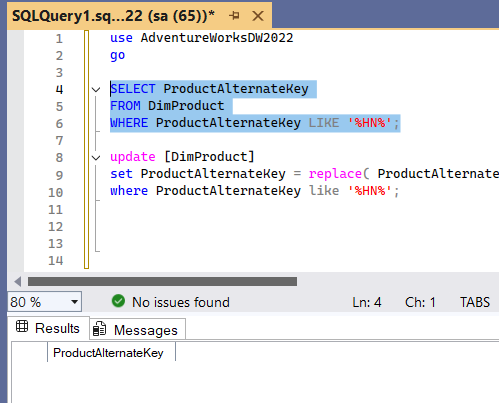 SQLQuery1.sq...22 (sa (65))*
1 use AdventureWorksDW2022
2 go
3
4 SELECT ProductAlternateKey
5 FROM DimProduct
6 WHERE ProductAlternateKey LIKE '%HN%';
7
8 update [DimProduct]
9 set ProductAlternateKey = replace( ProductAlternate
10 where ProductAlternateKey like '%HN%';
11
12
13
14
80 % No issues found Ln: 4 Ch: 1 TABS
Results Messages
ProductAlternateKey